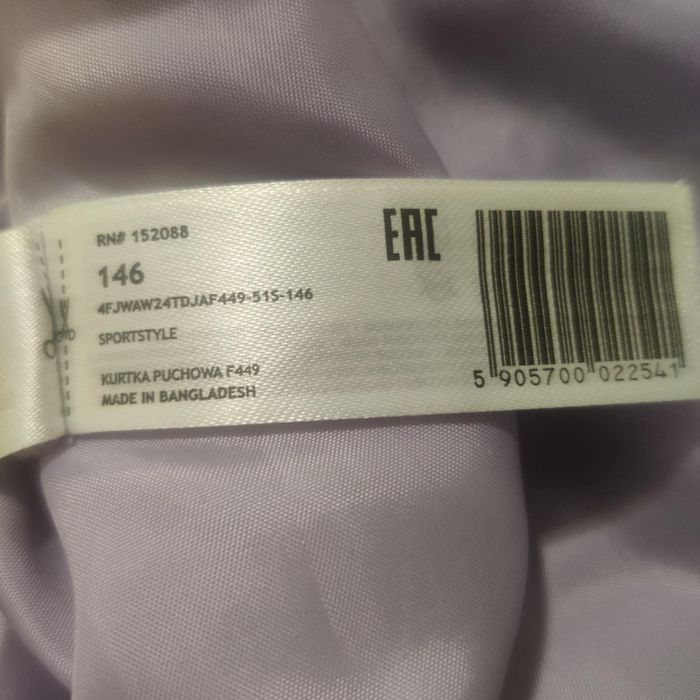 RN# 152088
146
4FJWAW24TDJAF449-51S-146
SPORTSTYLE
KURTKA PUCHOWA F449
MADE IN BANGLADESH
EAC
5 905700 022541